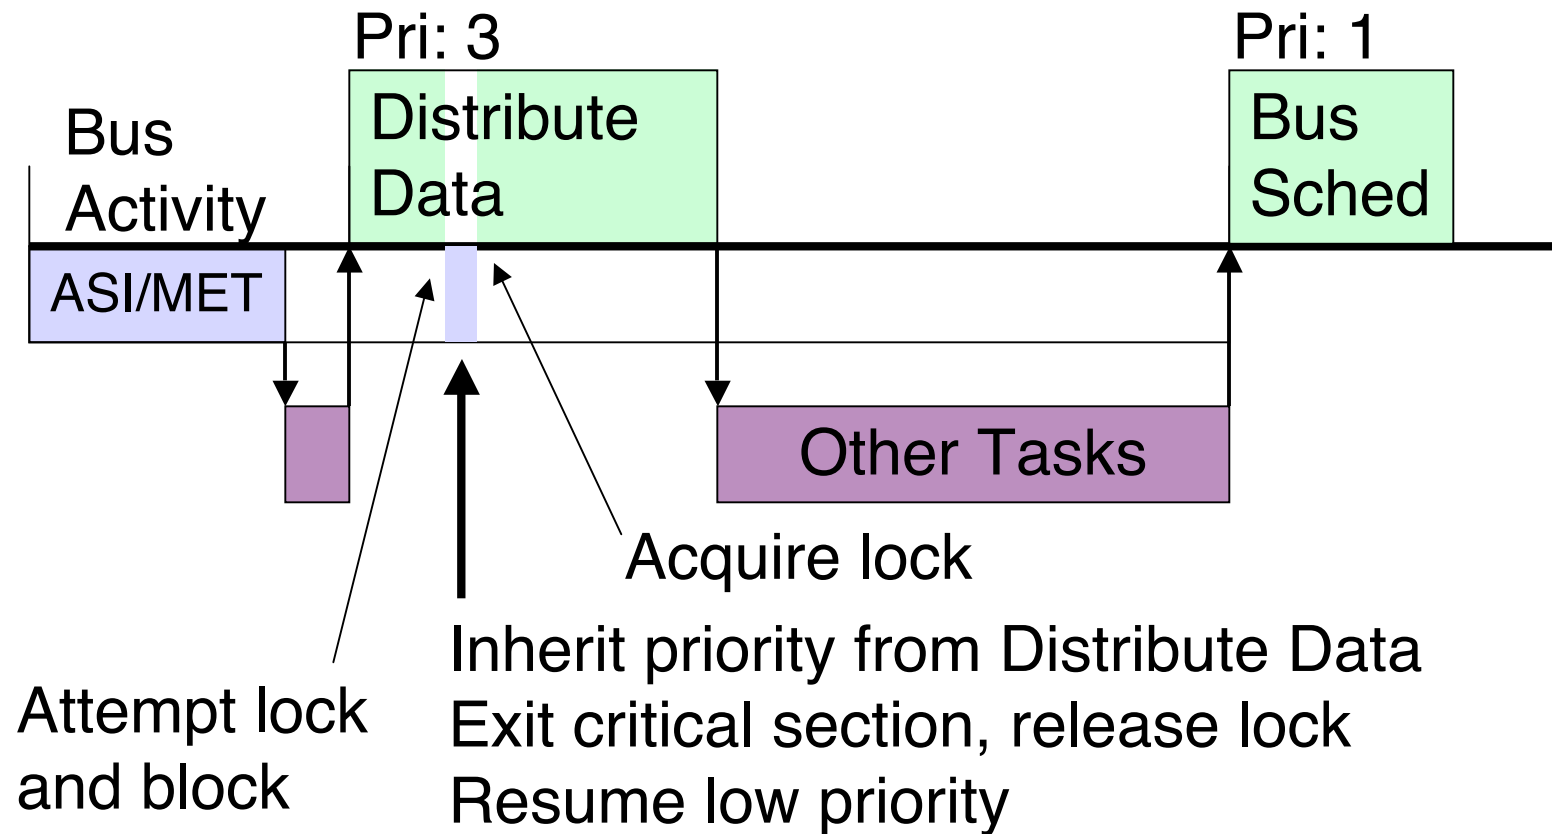 Pri: 3
Pri: 1
Bus
Activity
Distribute
Data
Bus
Sched
ASI/MET
Other Tasks
Acquire lock
Attempt lock
and block
Inherit priority from Distribute Data
Exit critical section, release lock
Resume low priority